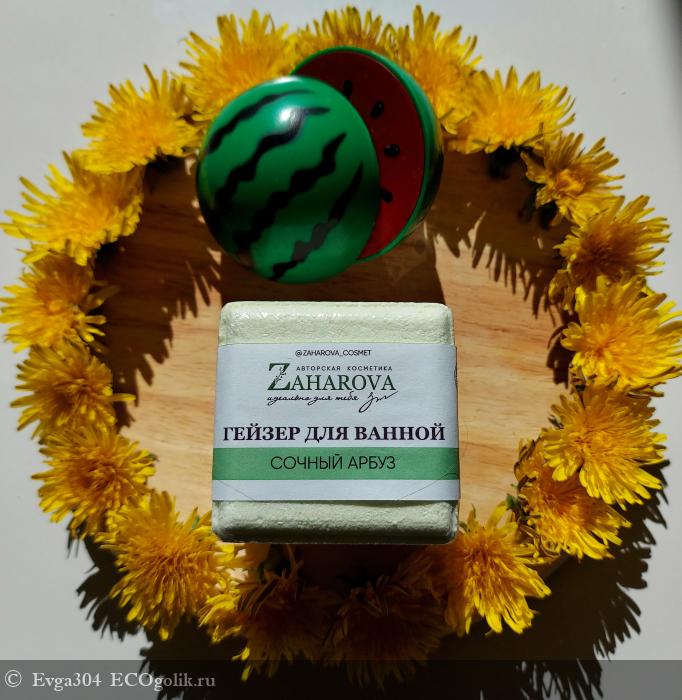 @ZAHAROVA_COSMET
АВТОРСКАЯ КОСМЕТИКА
ZAHAROVA
идеально для тебя
ГЕЙЗЕР ДЛЯ ВАННОЙ
СОЧНЫЙ АРБУЗ
© Evga304 ECOgolik.ru